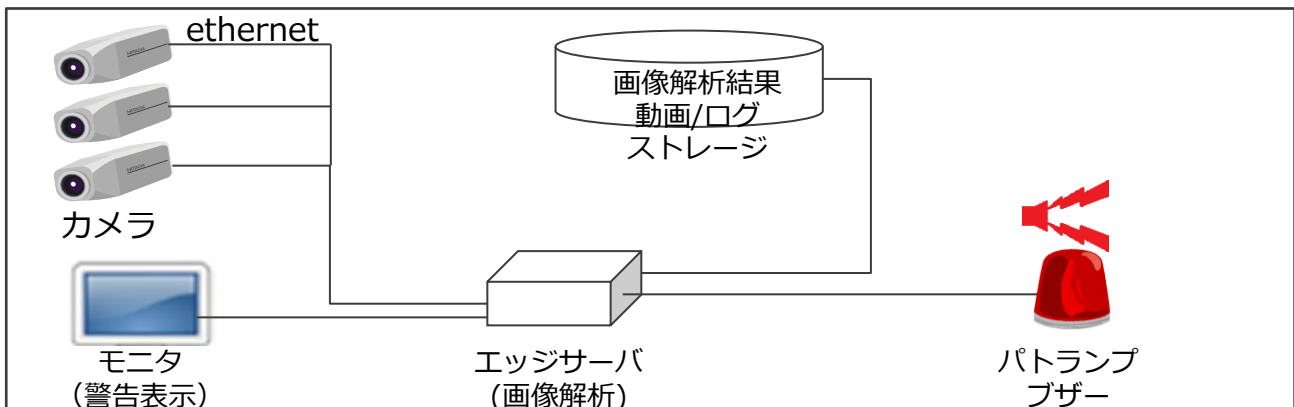 ethernet
画像解析結果
動画/ログ
ストレージ
カメラ
モニタ
（警告表示）
エッジサーバ
(画像解析)
パトランプ
ブザー